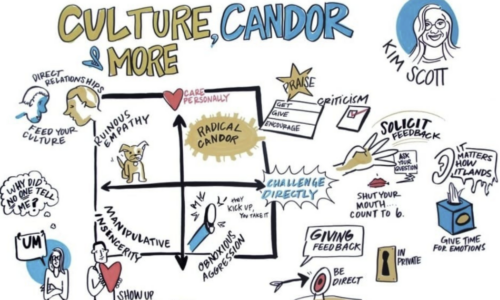 CULTURE, CANDOR
& MORE
KIM
SCOTT
DIRECT
RELATIONSHIPS
FEED YOUR
CULTURE
CARE
PERSONALLY
RUINOUS
EMPATHY
RADICAL
CANDOR
PRAISE
CRITICISM
GET
GIVE
ENCOURAGE
SOLICIT
FEEDBACK
ASK
YOUR
QUESTION
IT
MATTERS
HOW
IT LANDS.
CHALLENGE
DIRECTLY
SHUT YOUR
MOUTH...
COUNT TO 6.
GIVE TIME
FOR EMOTIONS
WHY DID
NO ONE TELL
ME?
"UM
MANIPULATIVE
INSINCERITY
THEY
KICK UP,
YOU TAKE IT
OBNOXIOUS
AGGRESSION
GIVING
FEEDBACK
BE
DIRECT
IN
PRIVATE
SHOW UP